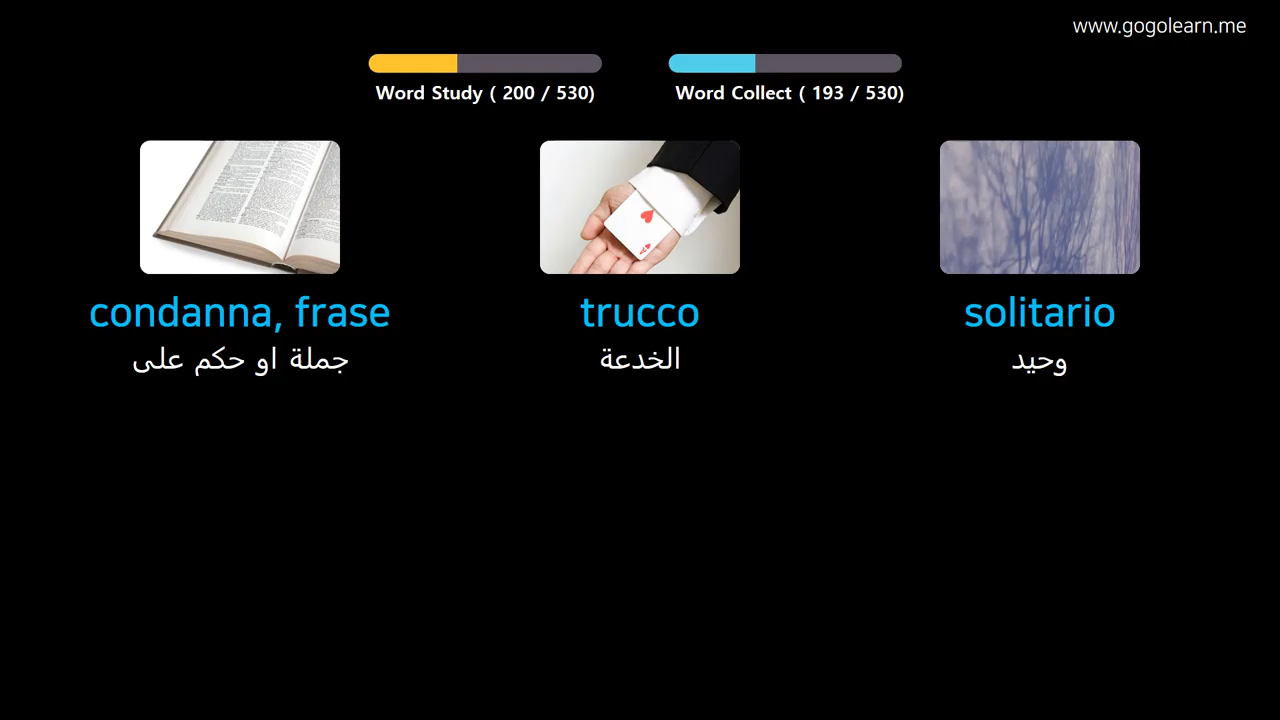 www.gogolearn.me
Word Study ( 200 / 530)
Word Collect ( 193 / 530)
condanna, frase
جملة او حكم على
trucco
الخدعة
solitario
وحيد